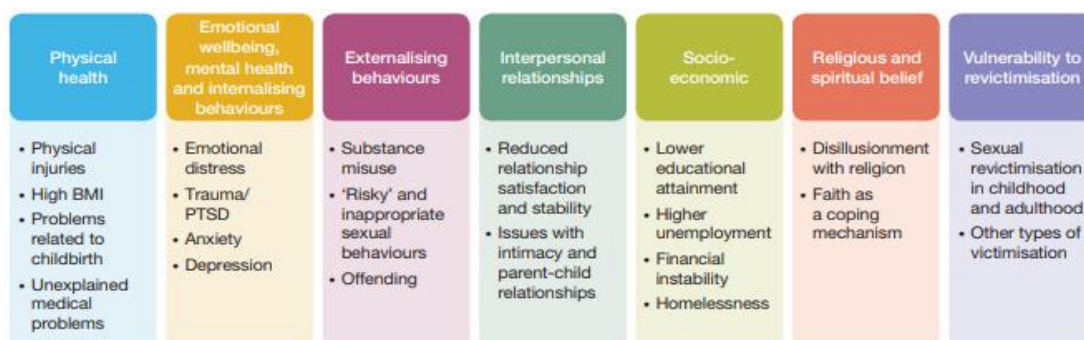 Physical
health
• Physical
injuries
• High BMI
• Problems
related to
childbirth
• Unexplained
medical
problems
Emotional
wellbeing,
mental health
and internalising
behaviours
• Emotional
distress
• Trauma/
PTSD
• Anxiety
• Depression
Externalising
behaviours
• Substance
misuse
• ‘Risky’ and
inappropriate
sexual
behaviours
• Offending
Interpersonal
relationships
• Reduced
relationship
satisfaction
and stability
• Issues with
intimacy and
parent-child
relationships
Socio-
economic
• Lower
educational
attainment
• Higher
unemployment
• Financial
instability
• Homelessness
Religious and
spiritual belief
• Disillusionment
with religion
• Faith as
a coping
mechanism
Vulnerability to
revictimisation
• Sexual
revictimisation
in childhood
and adulthood
• Other types of
victimisation